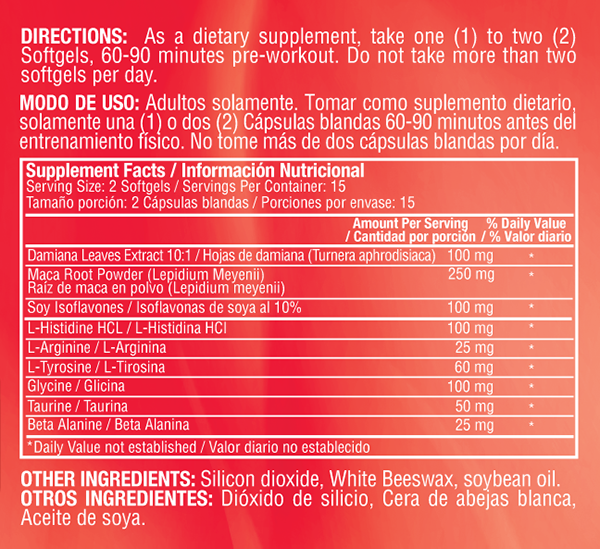 DIRECTIONS: As a dietary supplement, take one (1) to two (2)
Softgels, 60-90 minutes pre-workout. Do not take more than two
softgels per day.
MODO DE USO: Adultos solamente. Tomar como suplemento dietario,
solamente una (1) o dos (2) Cápsulas blandas 60-90 minutos antes del
entrenamiento físico. No tome más de dos cápsulas blandas por día.
Supplement Facts / Información Nutricional
Serving Size: 2 Softgels / Servings Per Container: 15
Tamaño porción: 2 Cápsulas blandas / Porciones por envase: 15
Amount Per Serving % Daily Value
/ Cantidad por porción / % Valor diario
Damiana Leaves Extract 10:1 / Hojas de damiana (Turnera aphrodisiaca) 100 mg *
Maca Root Powder (Lepidium Meyenii) 250 mg *
Raíz de maca en polvo (Lepidium meyenii)
Soy Isoflavones / Isoflavonas de soya al 10% 100 mg *
L-Histidine HCL / L-Histidina HCl 100 mg *
L-Arginine / L-Arginina 25 mg *
L-Tyrosine / L-Tirosina 60 mg *
Glycine / Glicina 100 mg *
Taurine / Taurina 50 mg *
Beta Alanine / Beta Alanina 25 mg *
*Daily Value not established / Valor diario no establecido
OTHER INGREDIENTS: Silicon dioxide, White Beeswax, soybean oil.
OTROS INGREDIENTES: Dióxido de silicio, Cera de abejas blanca,
Aceite de soya.